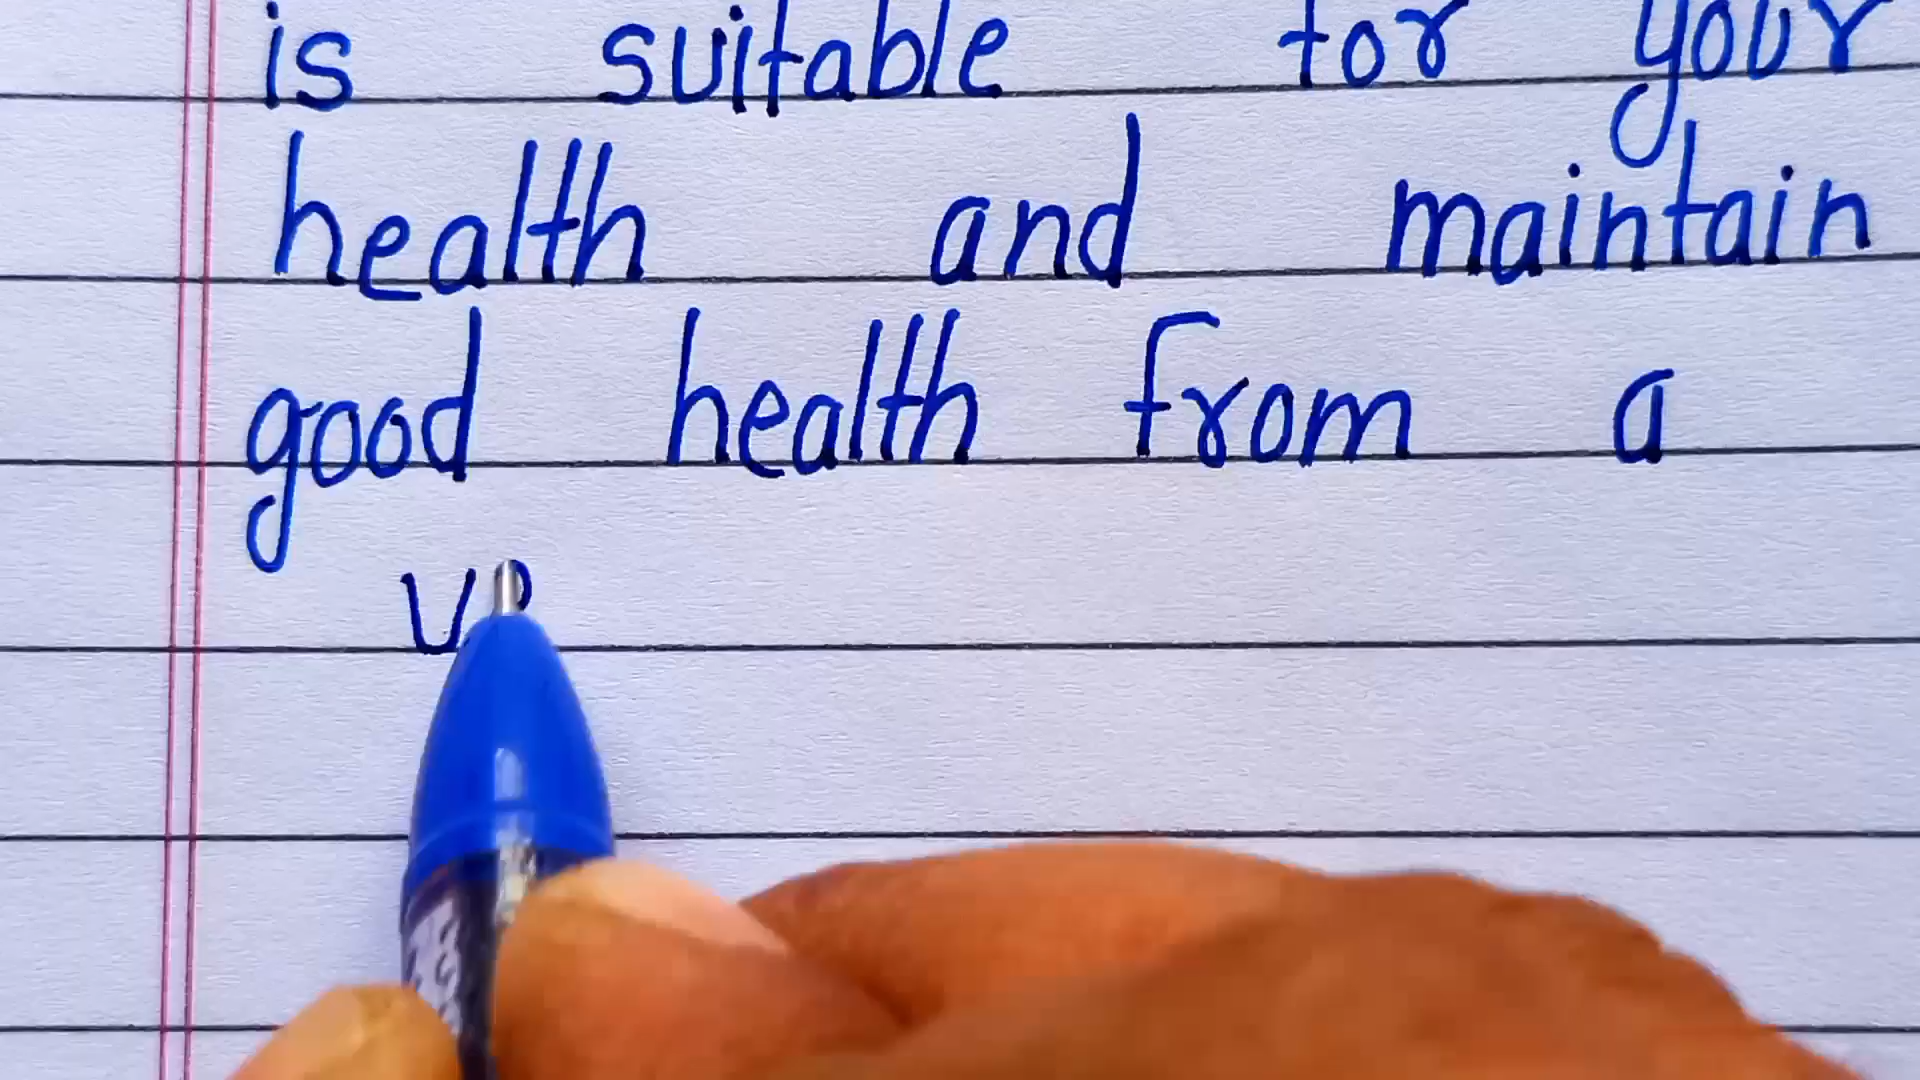 is suitable for your
health and maintain
good health from a